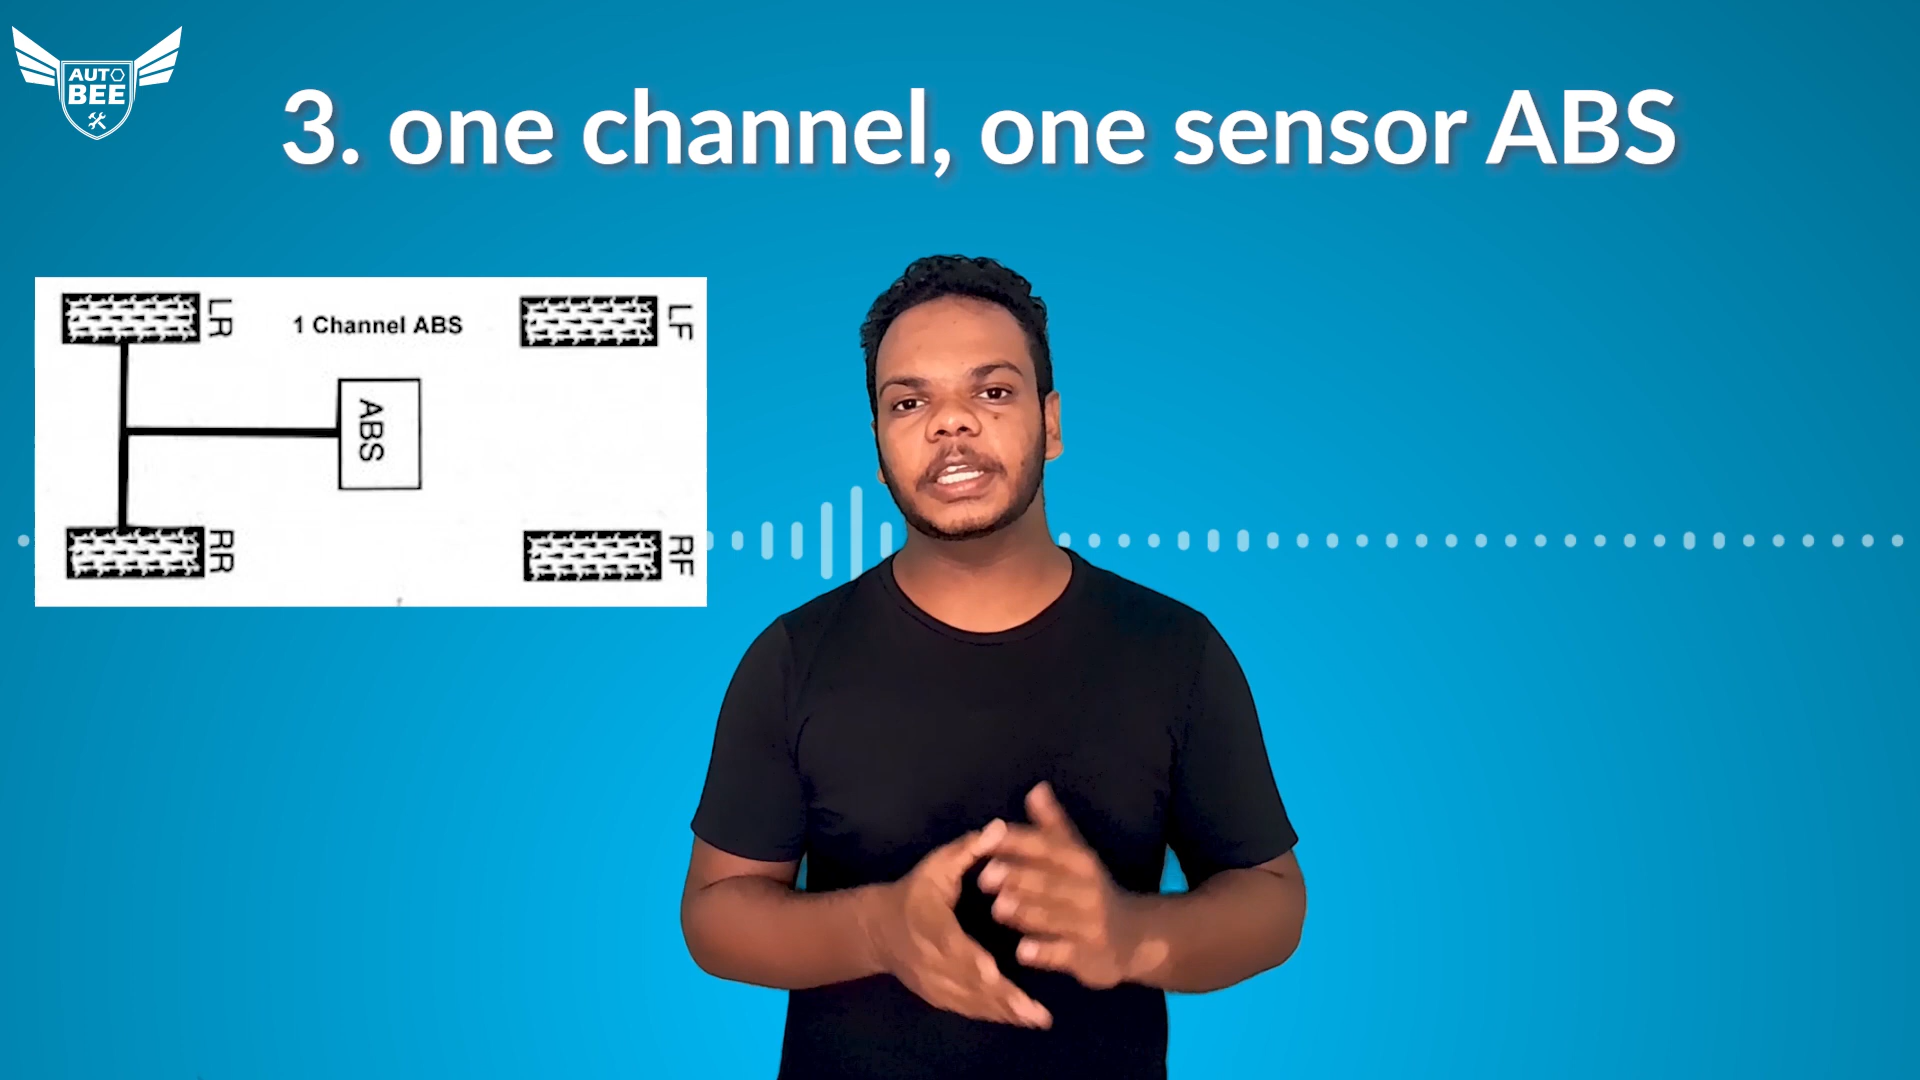 AUTO
BEE
3. one channel, one sensor ABS
LR
1 Channel ABS
LF
ABS
RR
RF